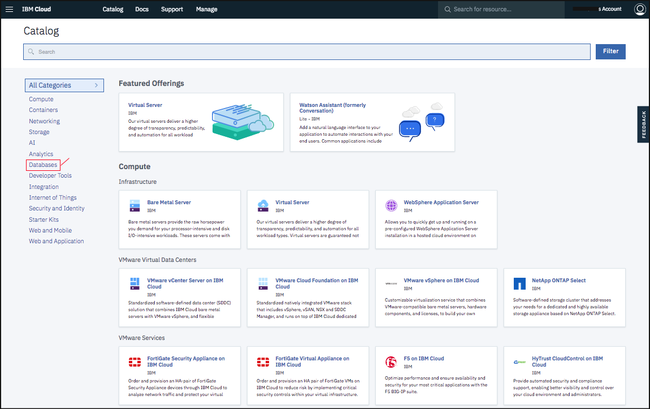 IBM Cloud
Catalog Docs Support Manage
Search for resource...
s Account
Catalog
Search
Filter
All Categories
Compute
Containers
Networking
Storage
AI
Analytics
Databases
Developer Tools
Integration
Internet of Things
Security and Identity
Starter Kits
Web and Mobile
Web and Application
Featured Offerings
Virtual Server
IBM
Our virtual servers deliver a higher
degree of transparency, predictability,
and automation for all workload
Watson Assistant (formerly
Conversation)
Lite - IBM
Add a natural language interface to your
application to automate interactions with
your end users. Common applications include
FEEDBACK
Compute
Infrastructure
Bare Metal Server
IBM
Bare metal servers provide the raw horsepower
you demand for your processor-intensive and disk
I/O-intensive workloads. These servers come with
Virtual Server
IBM
Our virtual servers deliver a higher degree of
transparency, predictability, and automation for all
workload types. Virtual servers are guaranteed not
WebSphere Application Server
IBM
Allows you to quickly get up and running on a
pre-configured WebSphere Application Server
installation in a hosted cloud environment on
VMware Virtual Data Centers
VMware vCenter Server on IBM
Cloud
IBM
Standardized software-defined data center (SDDC)
solution that combines IBM Cloud bare metal
servers with VMware vSphere, and flexible
VMware Cloud Foundation on IBM
Cloud
IBM
Standardized natively integrated VMware stack
that includes vSphere, vSAN, NSX and SDDC
Manager, and runs on top of IBM Cloud dedicated
VMware vSphere on IBM Cloud
IBM
Customizable virtualization service that combines
VMware-compatible bare metal servers, hardware
components, and licenses, to build your own
NetApp ONTAP Select
IBM
Software-defined storage cluster that addresses
your needs for a dedicated and highly available
storage appliance based on NetApp ONTAP Select.
VMware Services
FortiGate Security Appliance on
IBM Cloud
IBM
Order and provision an HA-pair of FortiGate
Security Appliance devices through IBM Cloud to
analyze network traffic and protect your virtual
FortiGate Virtual Appliance on
IBM Cloud
IBM
Order and provision HA-pair FortiGate VMs on
IBM Cloud to reduce risk by implementing critical
security controls within your virtual infrastructure.
F5 on IBM Cloud
IBM
Optimize performance and ensure availability and
security for your most critical applications with the
F5 BIG-IP suite.
HyTrust CloudControl on IBM
Cloud
IBM
Provide automated security and compliance
support, enabling better visibility and control over
your cloud environment and administrators.